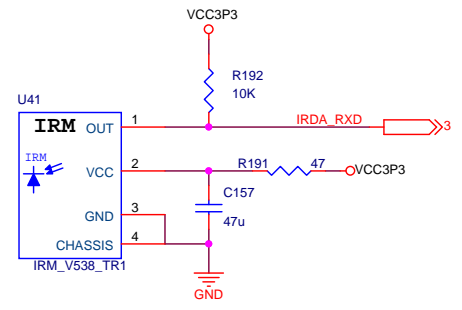 VCC3P3
R192
10K
U41
IRM
OUT
1
IRDA_RXD
3
IRM
VCC
2
R191
47
VCC3P3
C157
47u
GND
3
CHASSIS
4
IRM_V538_TR1
GND